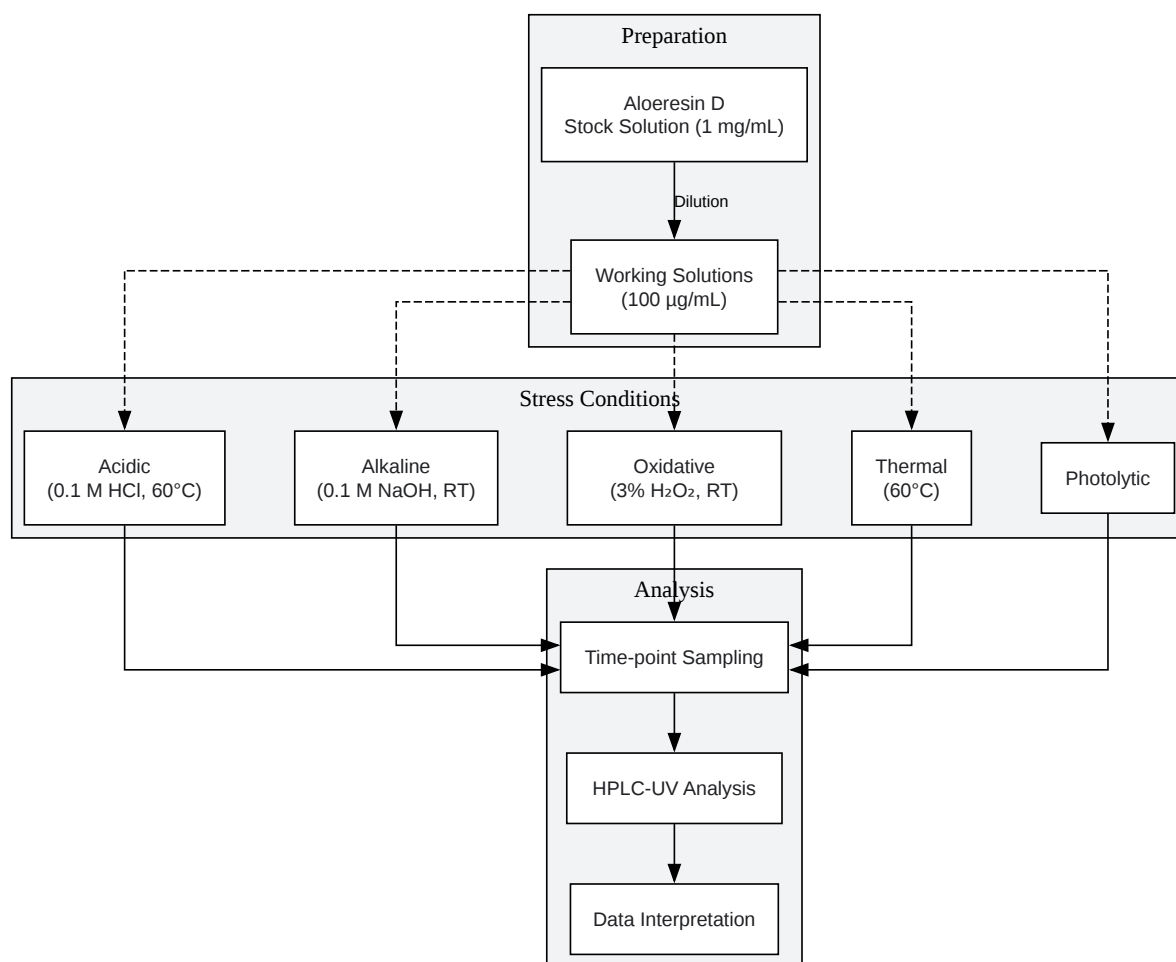 Preparation
Aloeresin D
Stock Solution (1 mg/mL)
Dilution
Working Solutions
(100 µg/mL)
Stress Conditions
Acidic
(0.1 M HCl, 60°C)
Alkaline
(0.1 M NaOH, RT)
Oxidative
(3% H₂O₂, RT)
Thermal
(60°C)
Photolytic
Analysis
Time-point Sampling
HPLC-UV Analysis
Data Interpretation